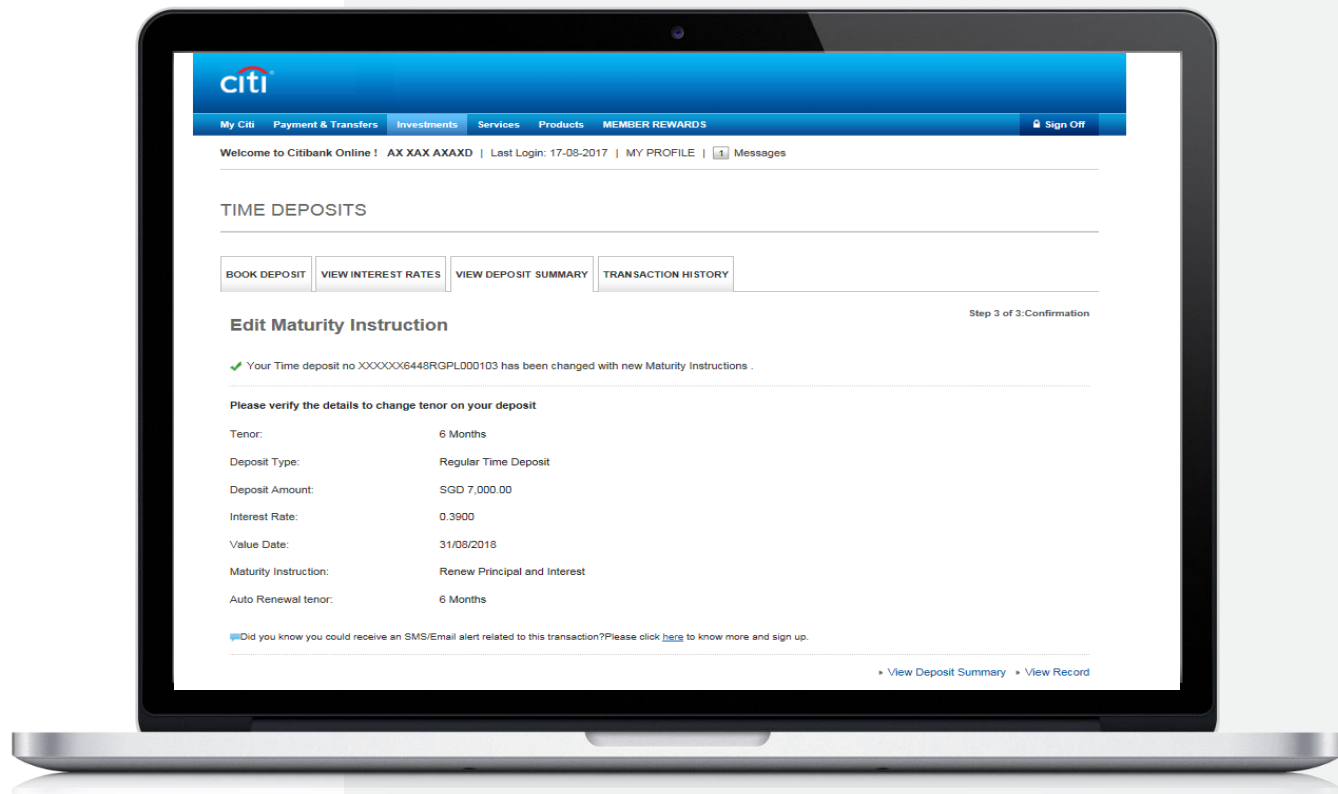 citi
My Citi Payment & Transfers Investments Services Products MEMBER REWARDS Sign Off
Welcome to Citibank Online ! AX XAX AXAXD | Last Login: 17-08-2017 | MY PROFILE | 1 Messages
TIME DEPOSITS
BOOK DEPOSIT VIEW INTEREST RATES VIEW DEPOSIT SUMMARY TRANSACTION HISTORY
Step 3 of 3:Confirmation
Edit Maturity Instruction
Your Time deposit no XXXXXX6448RGPL000103 has been changed with new Maturity Instructions .
Please verify the details to change tenor on your deposit
Tenor: 6 Months
Deposit Type: Regular Time Deposit
Deposit Amount: SGD 7,000.00
Interest Rate: 0.3900
Value Date: 31/08/2016
Maturity Instruction: Renew Principal and Interest
Auto Renewal tenor: 6 Months
Did you know you could receive an SMS/Email alert related to this transaction?Please click here to know more and sign up.
View Deposit Summary View Record